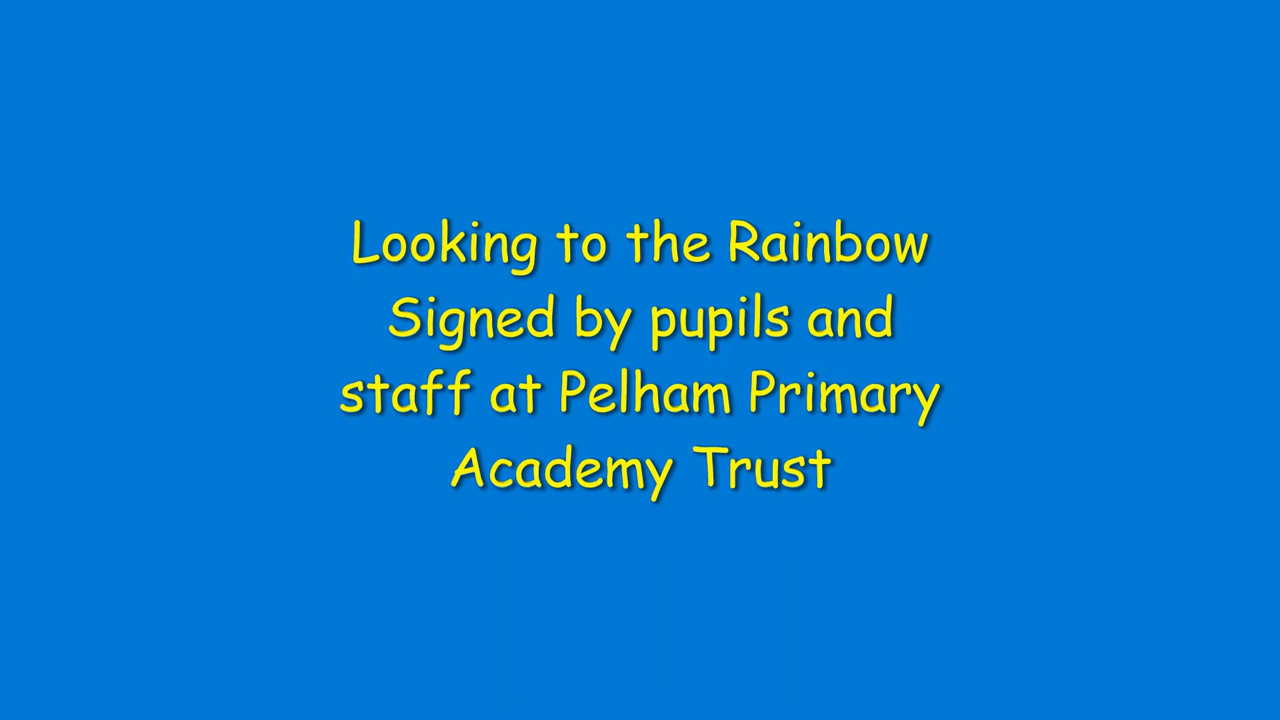 Looking to the Rainbow
Signed by pupils and
staff at Pelham Primary
Academy Trust